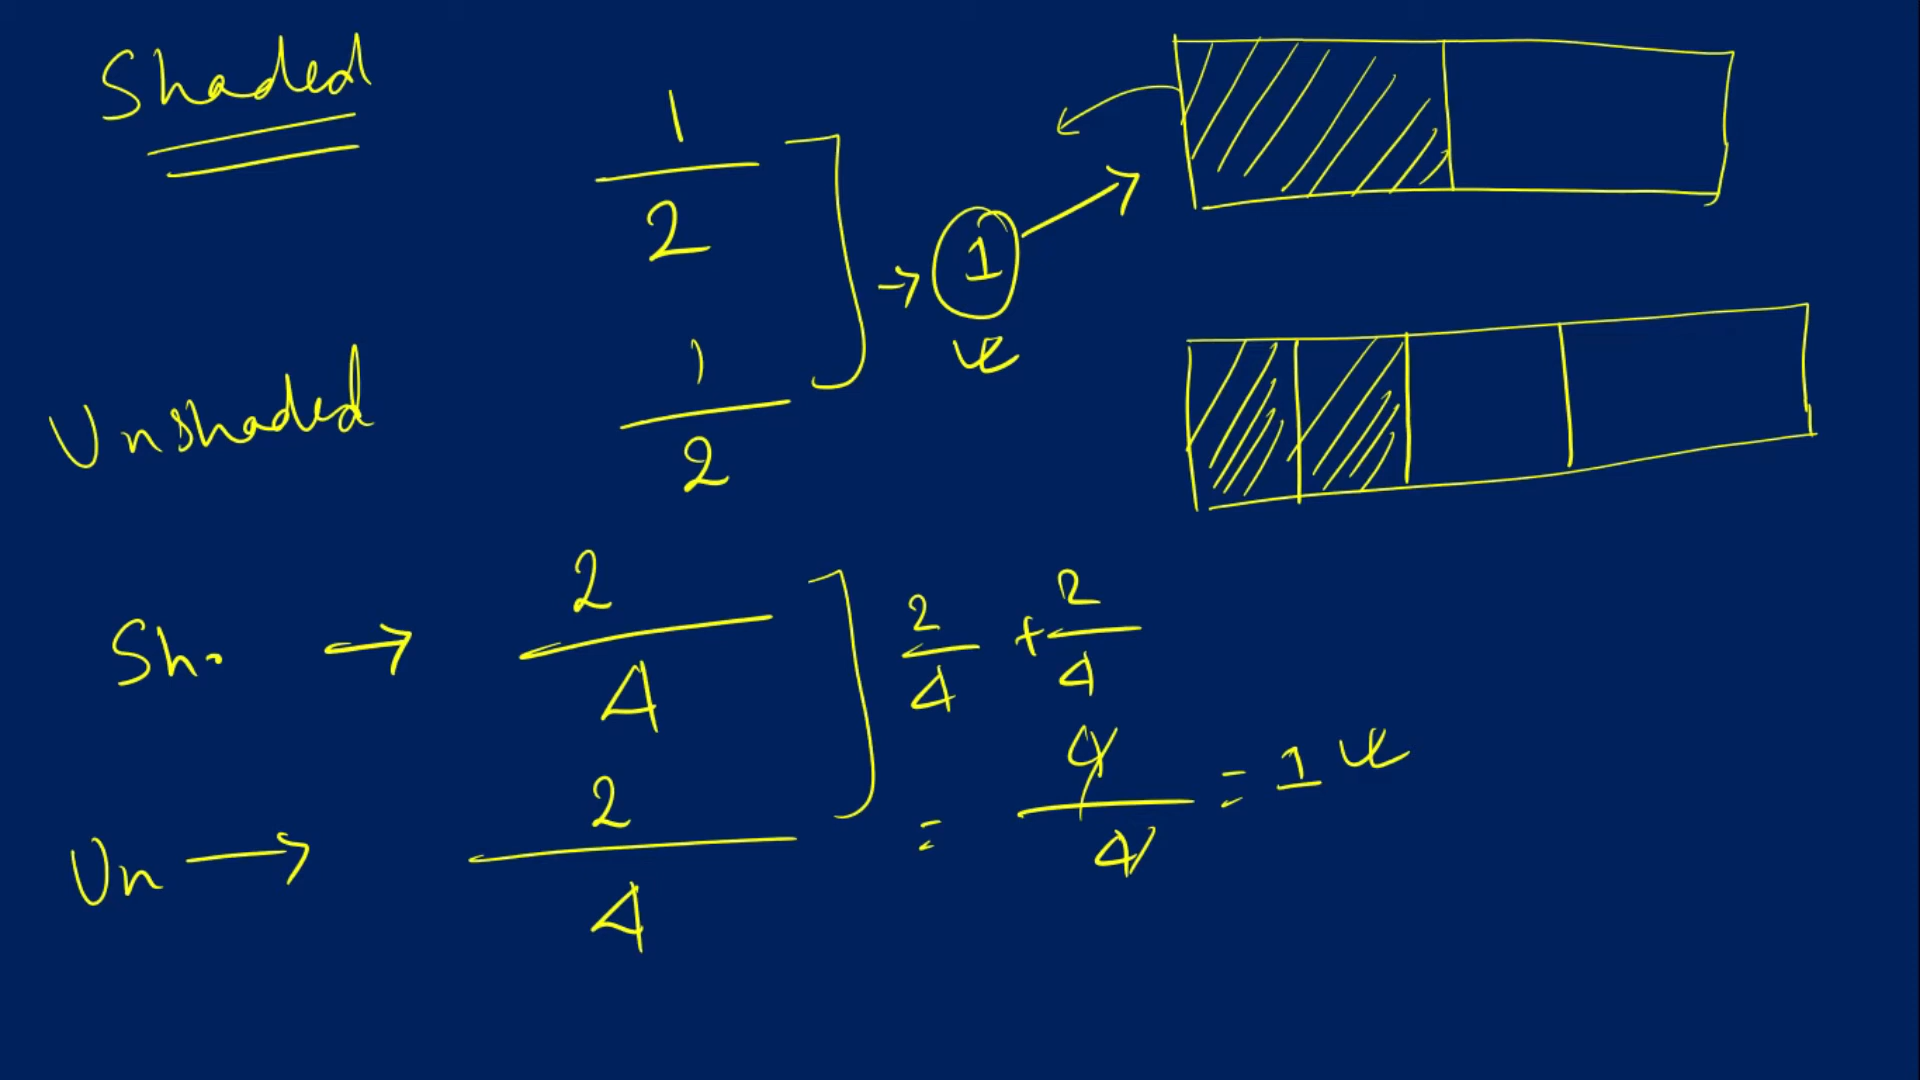 Shaded
1/2
→ 1
Unshaded
1/2
Sh. → 2/4
2/4 + 2/4
Un → 2/4
= 4/4 = 1